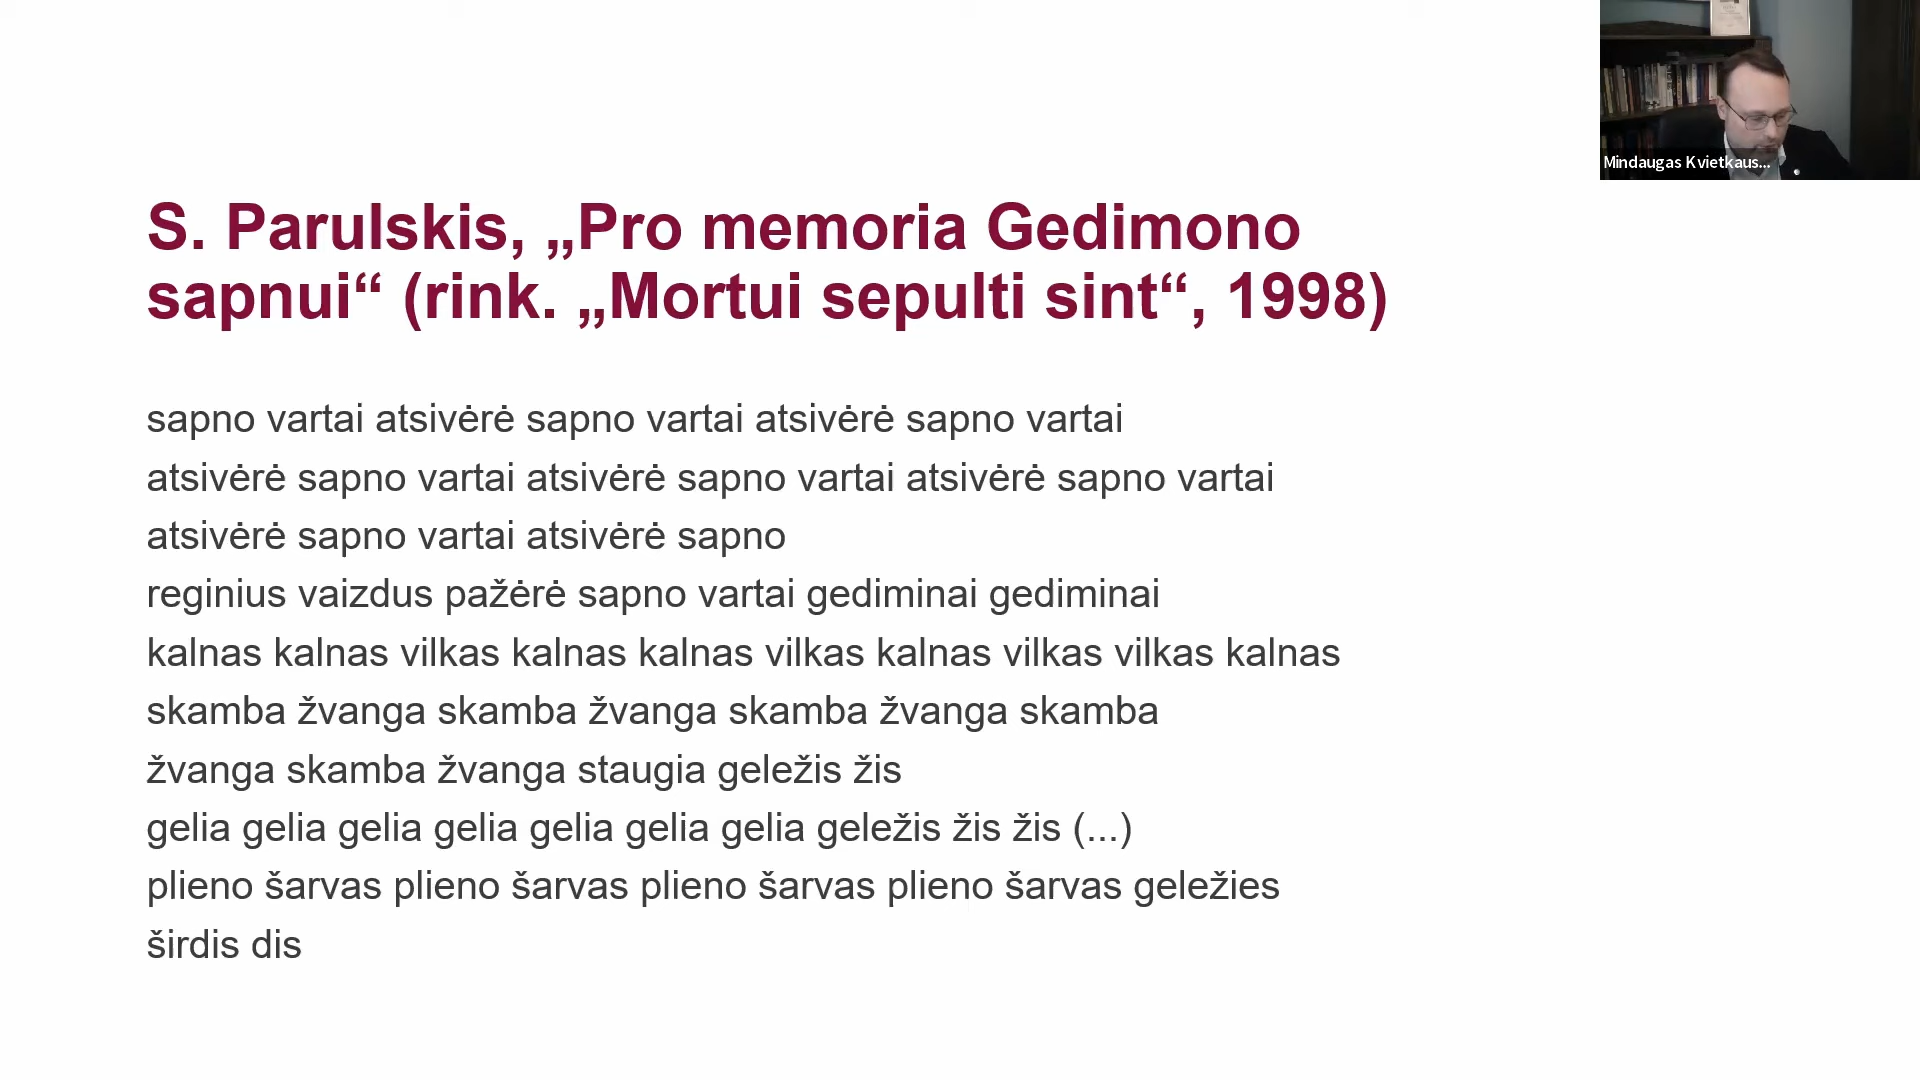 Mindaugas Kvietkaus...
S. Parulskis, „Pro memoria Gedimono
sapnui“ (rink. „Mortui sepulti sint“, 1998)
sapno vartai atsivėrė sapno vartai atsivėrė sapno vartai
atsivėrė sapno vartai atsivėrė sapno vartai atsivėrė sapno vartai
atsivėrė sapno vartai atsivėrė sapno
reginius vaizdus pažėrė sapno vartai gediminai gediminai
kalnas kalnas vilkas kalnas kalnas vilkas kalnas vilkas vilkas kalnas
skamba žvanga skamba žvanga skamba žvanga skamba
žvanga skamba žvanga staugia geležis žis
gelia gelia gelia gelia gelia gelia gelia geležis žis žis (...)
plieno šarvas plieno šarvas plieno šarvas plieno šarvas geležies
širdis dis